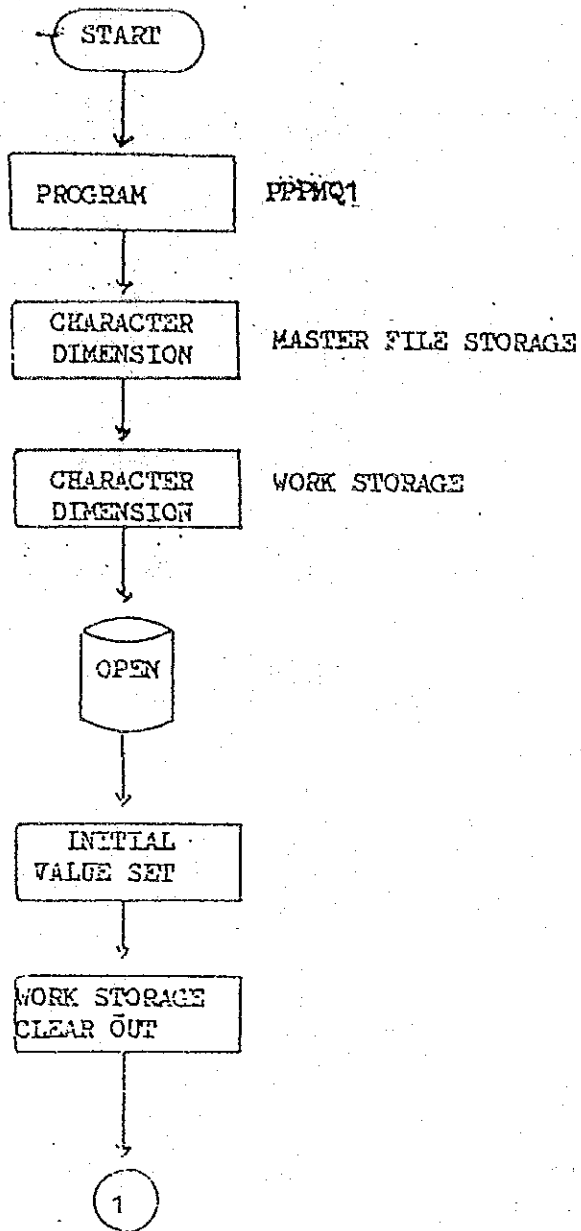 START
PROGRAM
PPPMQ1
CHARACTER
DIMENSION
MASTER FILE STORAGE
CHARACTER
DIMENSION
WORK STORAGE
OPEN
INITIAL
VALUE SET
WORK STORAGE
CLEAR OUT
1